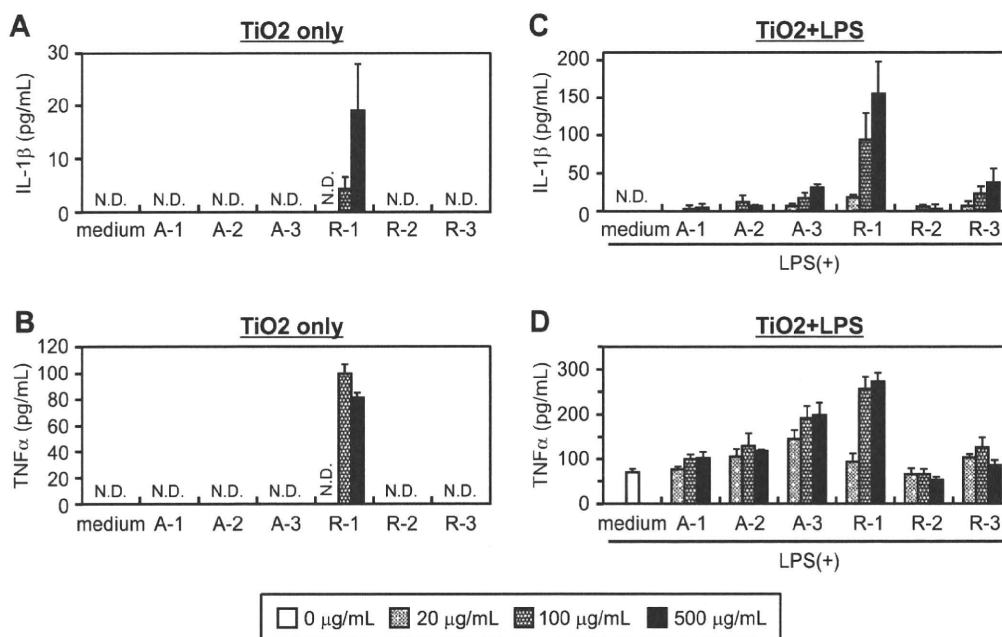 A
TiO2 only
30
20
10
0
IL-1β (pg/mL)
N.D. N.D. N.D. N.D. N.D. N.D. N.D.
medium A-1 A-2 A-3 R-1 R-2 R-3
C
TiO2+LPS
200
150
100
50
0
IL-1β (pg/mL)
N.D.
medium A-1 A-2 A-3 R-1 R-2 R-3
LPS(+)
B
TiO2 only
120
100
80
60
40
20
0
TNFα (pg/mL)
N.D. N.D. N.D. N.D. N.D. N.D. N.D.
medium A-1 A-2 A-3 R-1 R-2 R-3
D
TiO2+LPS
300
200
100
0
TNFα (pg/mL)
medium A-1 A-2 A-3 R-1 R-2 R-3
LPS(+)
0 µg/mL 20 µg/mL 100 µg/mL 500 µg/mL